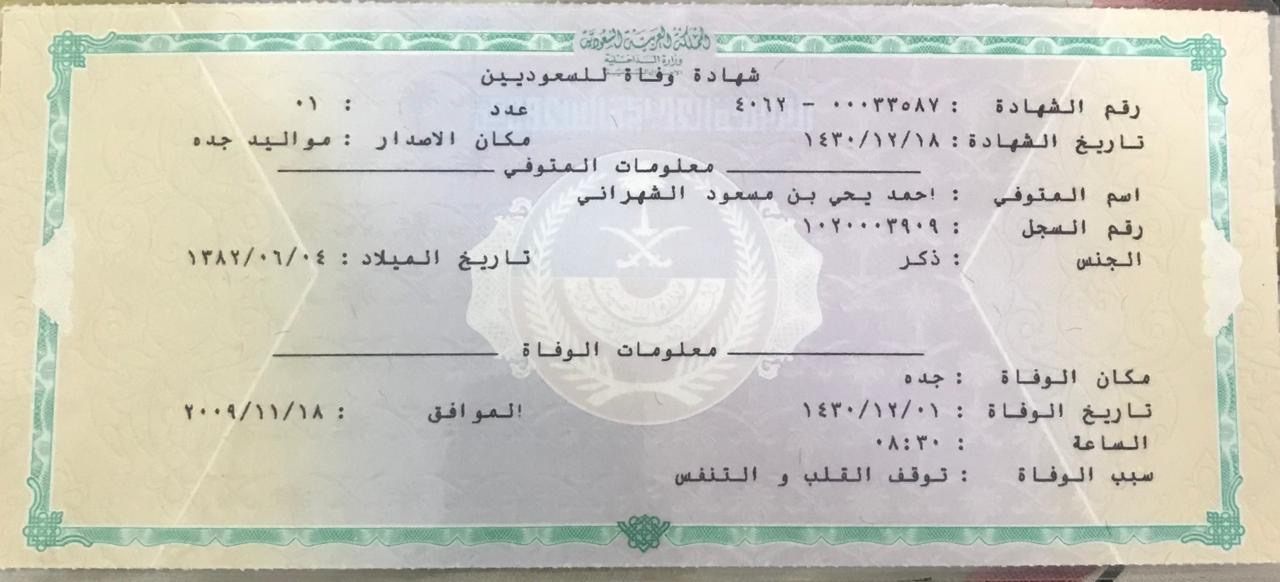 المملكة العربية السعودية
وزارة الداخلية
شهادة وفاة للسعوديين
رقم الشهادة : ٠٠٠٣٣٥٨٧ - ٤٠٦٢ عدد : ٠١
تاريخ الشهادة : ١٤٣٠/١٢/١٨ مكان الاصدار : مواليد جده
معلومات المتوفي
اسم المتوفي : احمد يحي بن مسعود الشهراني
رقم السجل : ١٠٢٠٠٠٣٩٠٩
الجنس : ذكر تاريخ الميلاد : ١٣٨٢/٠٦/٠٤
معلومات الوفاة
مكان الوفاة : جده
تاريخ الوفاة : ١٤٣٠/١٢/٠١ الموافق : ٢٠٠٩/١١/١٨
الساعة : ٠٨:٣٠
سبب الوفاة : توقف القلب و التنفس